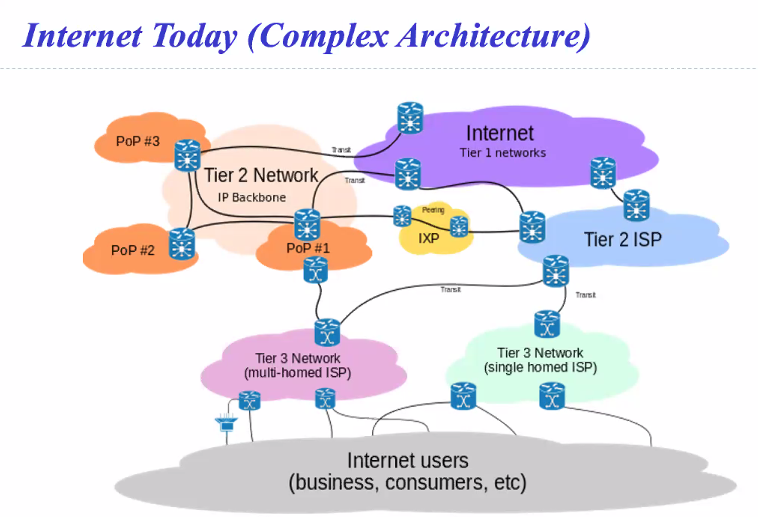 Internet Today (Complex Architecture)
PoP #3
Transit
Internet
Tier 1 networks
Tier 2 Network
IP Backbone
Transit
Peering
IXP
Tier 2 ISP
PoP #2
PoP #1
Transit
Transit
Tier 3 Network
(multi-homed ISP)
Tier 3 Network
(single homed ISP)
Internet users
(business, consumers, etc)